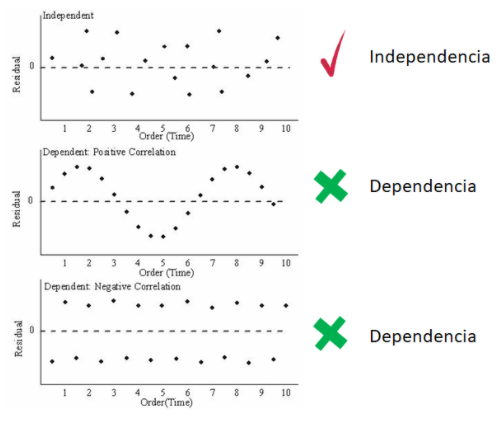 Independent
Residual
0
1 2 3 4 5 6 7 8 9 10
Order (Time)
Independencia
Dependent: Positive Correlation
Residual
0
1 2 3 4 5 6 7 8 9 10
Order (Time)
Dependencia
Dependent: Negative Correlation
Residual
0
1 2 3 4 5 6 7 8 9 10
Order(Time)
Dependencia